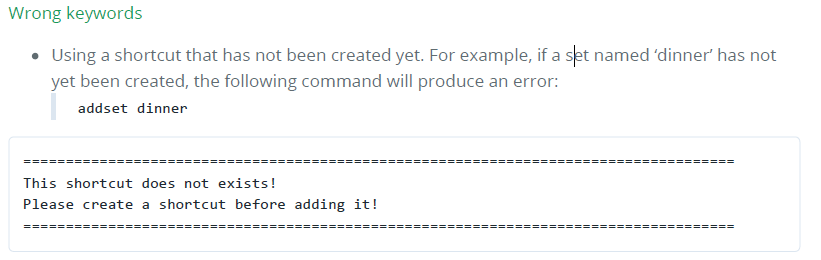 Wrong keywords
• Using a shortcut that has not been created yet. For example, if a set named ‘dinner’ has not
yet been created, the following command will produce an error:
addset dinner
====================================================================================
This shortcut does not exists!
Please create a shortcut before adding it!
====================================================================================